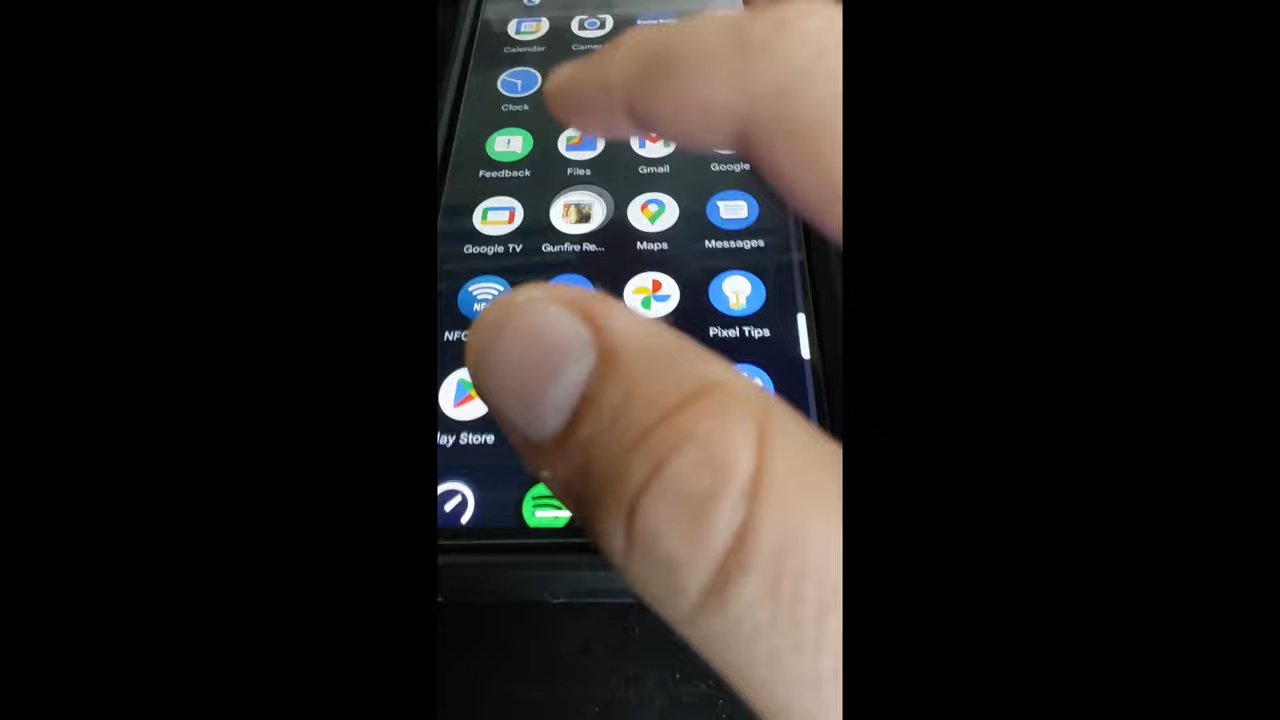 Calendar
Clock
Feedback
Files
Gmail
Google
Google TV
Gunfire Re...
Maps
Messages
Pixel Tips
lay Store